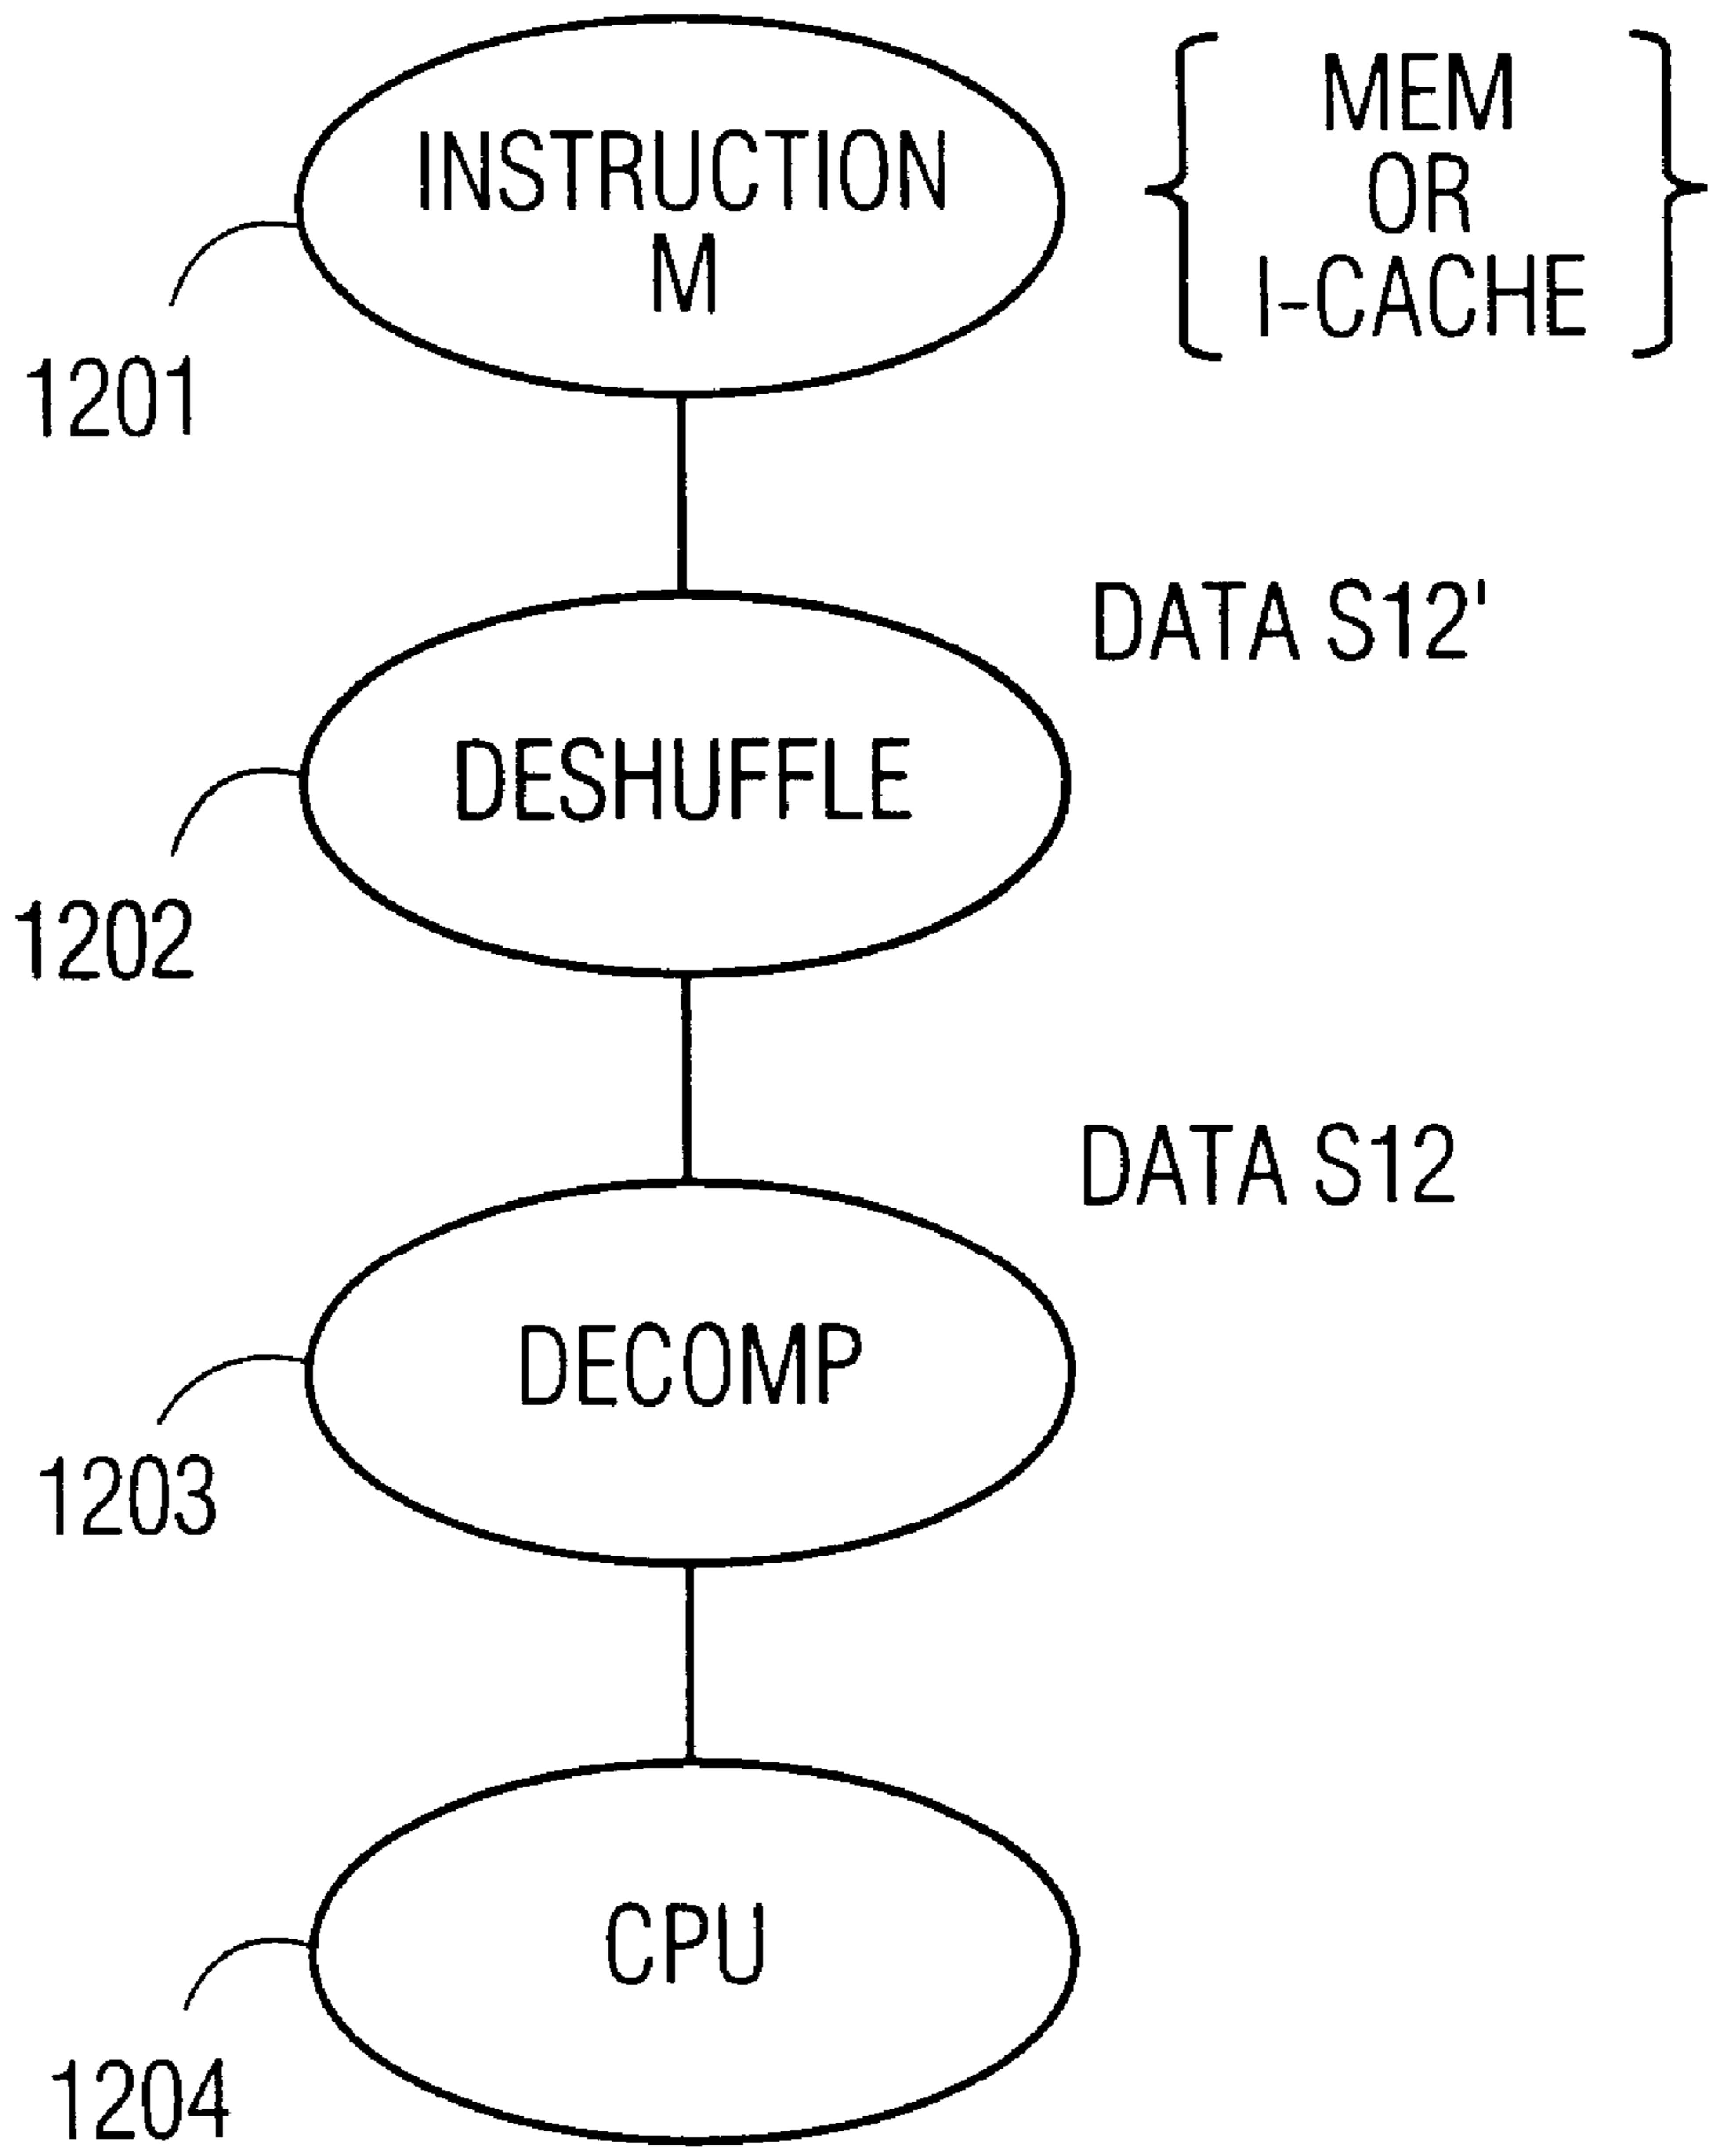 INSTRUCTION
M
MEM
OR
I-CACHE
1201
DATA S12'
DESHUFFLE
1202
DATA S12
DECOMP
1203
CPU
1204